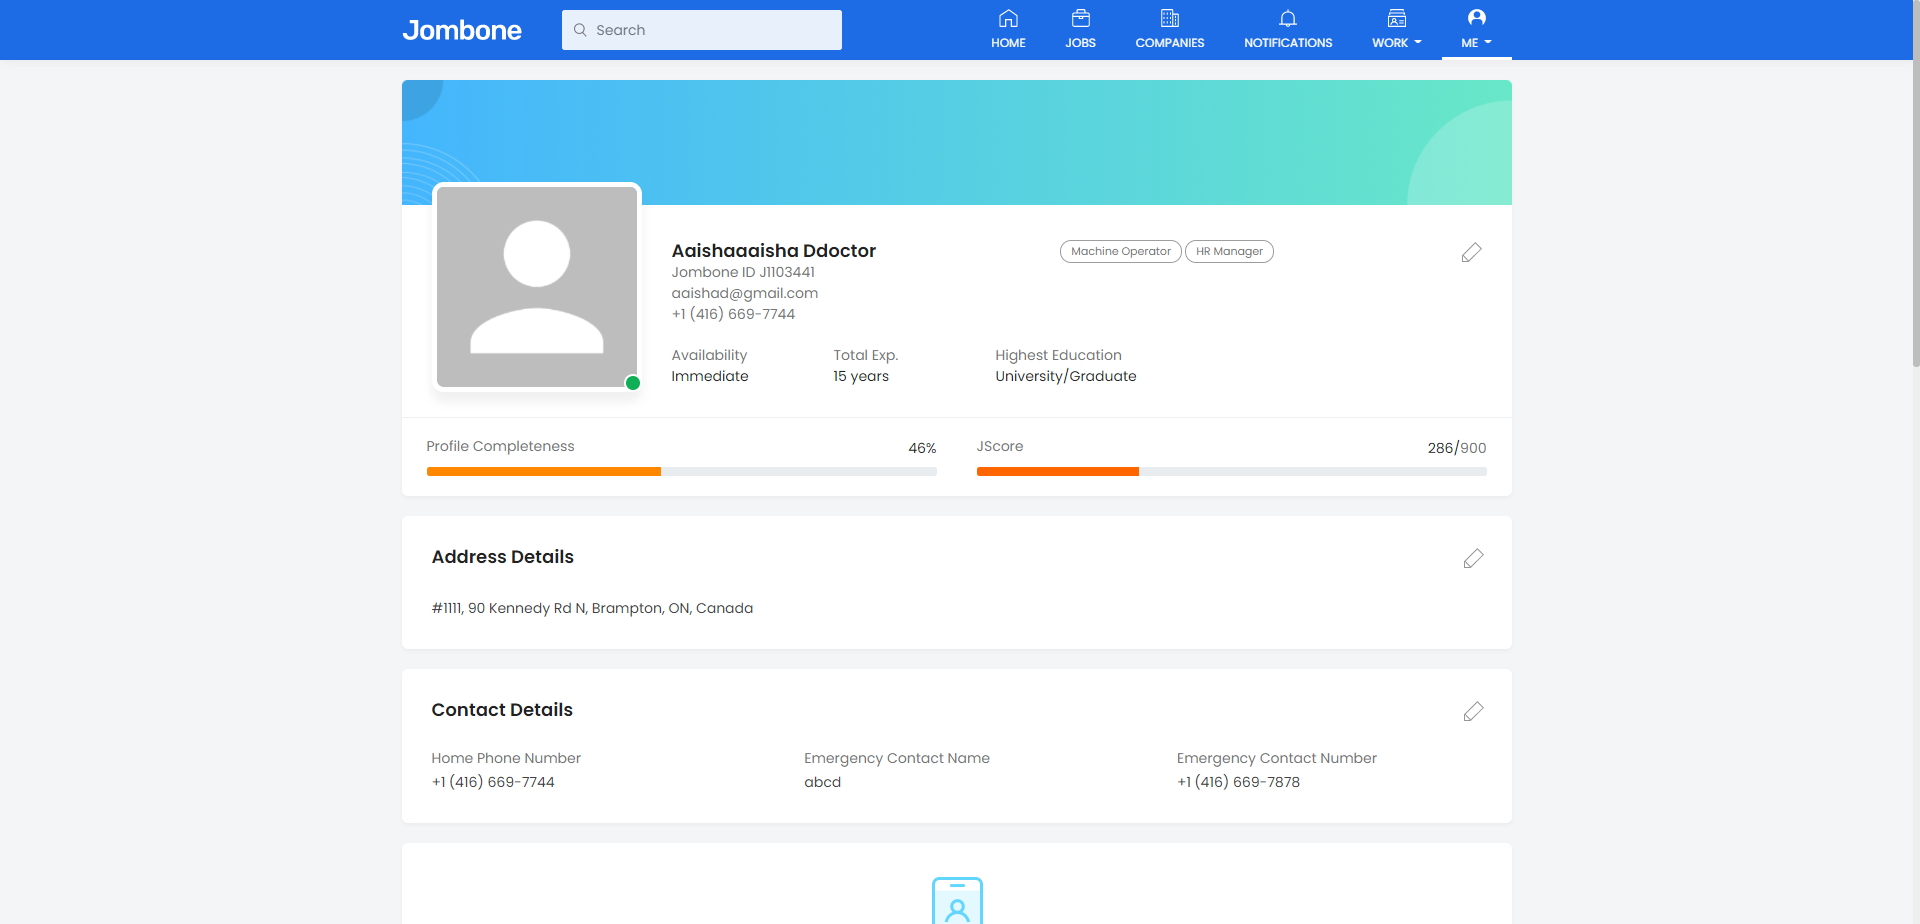 Jombone
Search
HOME
JOBS
COMPANIES
NOTIFICATIONS
WORK
ME
Aaishaaaisha Ddoctor
Machine Operator
HR Manager
Jombone ID J1103441
aaishad@gmail.com
+1 (416) 669-7744
Availability
Total Exp.
Highest Education
Immediate
15 years
University/Graduate
Profile Completeness
46%
JScore
286/900
Address Details
#1111, 90 Kennedy Rd N, Brampton, ON, Canada
Contact Details
Home Phone Number
Emergency Contact Name
Emergency Contact Number
+1 (416) 669-7744
abcd
+1 (416) 669-7878